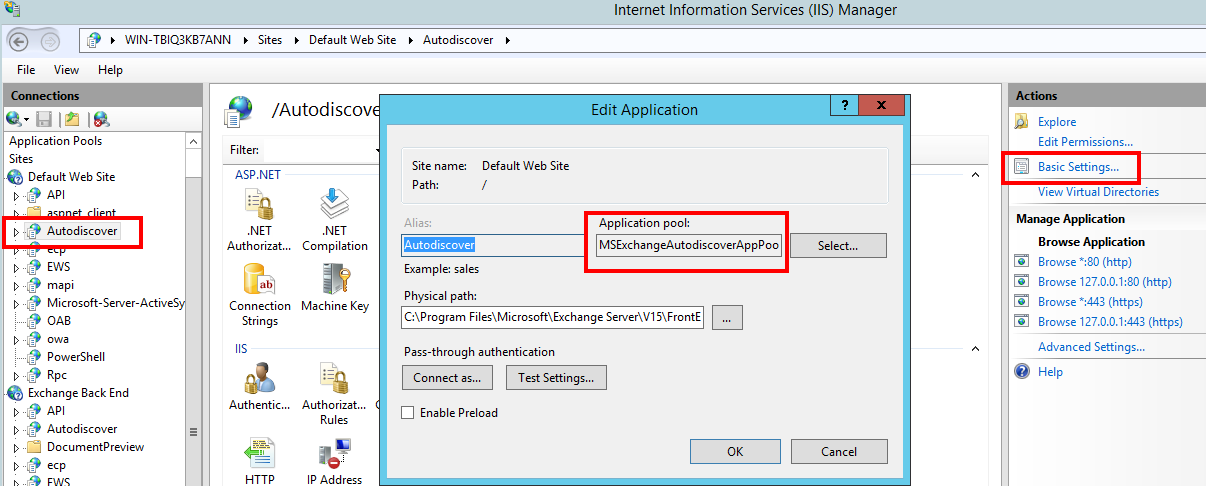 Internet Information Services (IIS) Manager
WIN-TBIQ3KB7ANN
Sites
Default Web Site
Autodiscover
File
View
Help
Connections
Application Pools
Sites
Default Web Site
API
aspnet_client
Autodiscover
ecp
EWS
mapi
Microsoft-Server-ActiveSy
OAB
owa
PowerShell
Rpc
Exchange Back End
API
Autodiscover
DocumentPreview
ecp
EWS
/Autodiscove
Filter:
ASP.NET
.NET
Authorizat...
.NET
Compilation
Connection
Strings
Machine Key
IIS
Authentic...
Authorizat...
Rules
HTTP
IP Address
Edit Application
?
X
Site name:
Default Web Site
Path:
/
Alias:
Application pool:
Autodiscover
MSExchangeAutodiscoverAppPoo
Select...
Example: sales
Physical path:
C:\Program Files\Microsoft\Exchange Server\V15\FrontE
...
Pass-through authentication
Connect as...
Test Settings...
Enable Preload
OK
Cancel
Actions
Explore
Edit Permissions...
Basic Settings...
View Virtual Directories
Manage Application
Browse Application
Browse *:80 (http)
Browse 127.0.0.1:80 (http)
Browse *:443 (https)
Browse 127.0.0.1:443 (https)
Advanced Settings...
Help